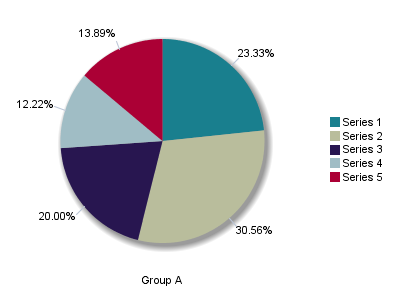 13.89%
23.33%
12.22%
Series 1
Series 2
Series 3
Series 4
Series 5
20.00%
30.56%
Group A